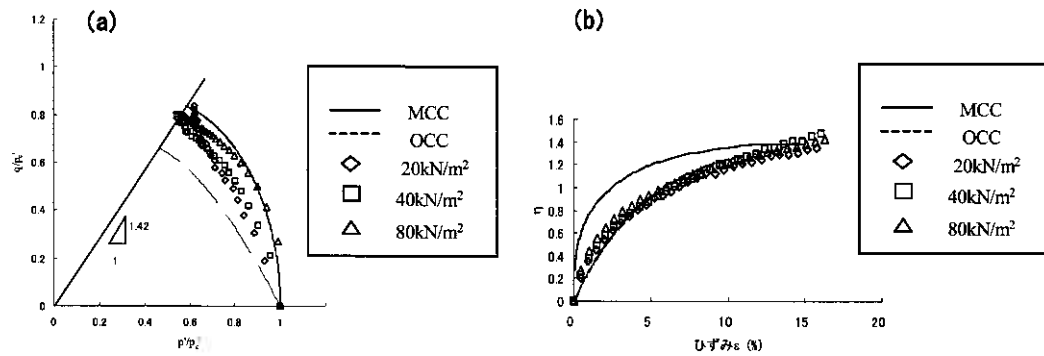 (a)
1.2
1
0.8
0.6
0.4
0.2
0
q/p'
1.42
1
0 0.2 0.4 0.6 0.8 1 1.2
p'/pc'
MCC
OCC
20kN/m²
40kN/m²
80kN/m²
(b)
1.6
1.4
1.2
1
0.8
0.6
0.4
0.2
0
η
0 5 10 15 20
ひずみε (%)
MCC
OCC
20kN/m²
40kN/m²
80kN/m²